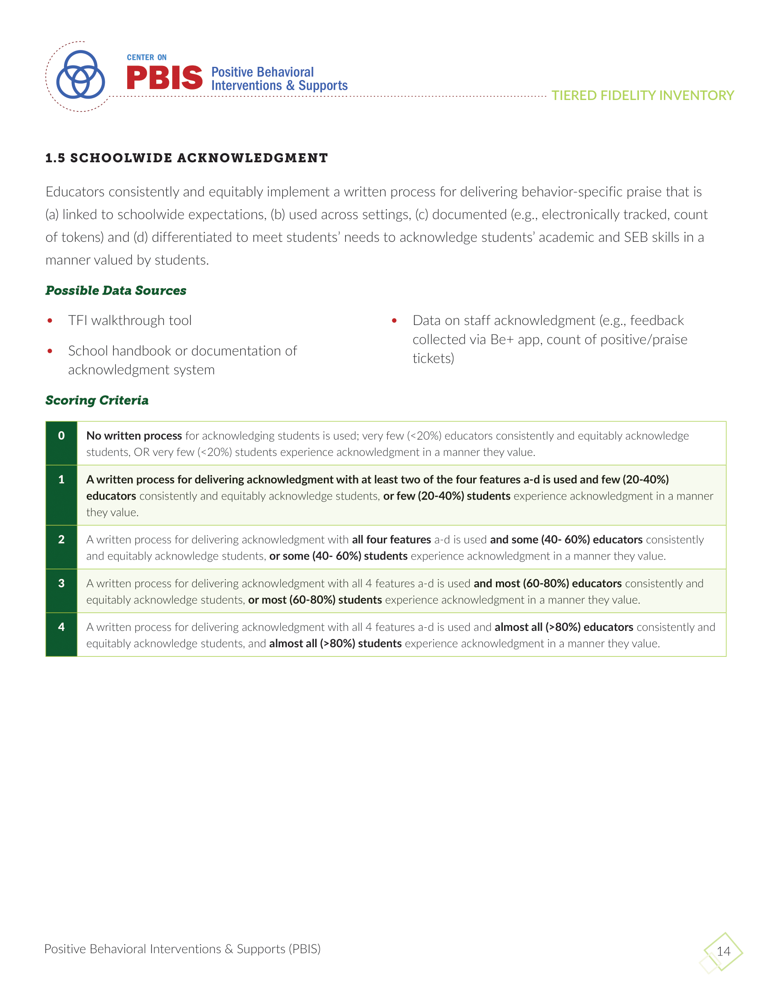 CENTER ON
PBIS
Positive Behavioral
Interventions & Supports
TIERED FIDELITY INVENTORY
1.5 SCHOOLWIDE ACKNOWLEDGMENT
Educators consistently and equitably implement a written process for delivering behavior-specific praise that is
(a) linked to schoolwide expectations, (b) used across settings, (c) documented (e.g., electronically tracked, count
of tokens) and (d) differentiated to meet students’ needs to acknowledge students’ academic and SEB skills in a
manner valued by students.
Possible Data Sources
• TFI walkthrough tool
• School handbook or documentation of
acknowledgment system
• Data on staff acknowledgment (e.g., feedback
collected via Be+ app, count of positive/praise
tickets)
Scoring Criteria
0 No written process for acknowledging students is used; very few (<20%) educators consistently and equitably acknowledge
students, OR very few (<20%) students experience acknowledgment in a manner they value.
1 A written process for delivering acknowledgment with at least two of the four features a-d is used and few (20-40%)
educators consistently and equitably acknowledge students, or few (20-40%) students experience acknowledgment in a manner
they value.
2 A written process for delivering acknowledgment with all four features a-d is used and some (40- 60%) educators consistently
and equitably acknowledge students, or some (40- 60%) students experience acknowledgment in a manner they value.
3 A written process for delivering acknowledgment with all 4 features a-d is used and most (60-80%) educators consistently and
equitably acknowledge students, or most (60-80%) students experience acknowledgment in a manner they value.
4 A written process for delivering acknowledgment with all 4 features a-d is used and almost all (>80%) educators consistently and
equitably acknowledge students, and almost all (>80%) students experience acknowledgment in a manner they value.
Positive Behavioral Interventions & Supports (PBIS)
14